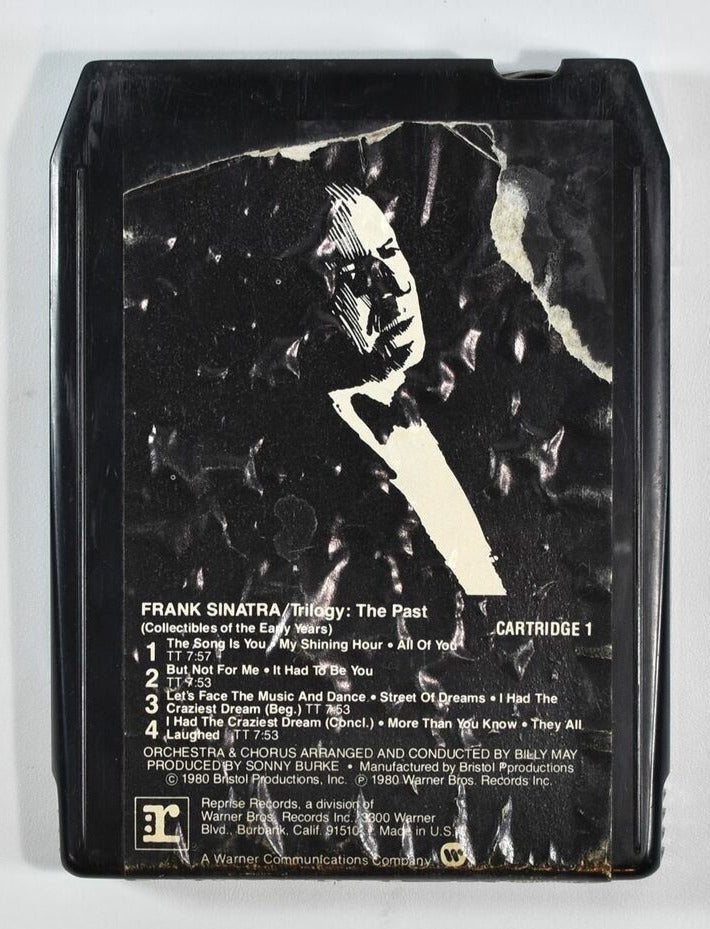 FRANK SINATRA/Trilogy: The Past
(Collectibles of the Early Years)
CARTRIDGE 1
1 The Song Is You • My Shining Hour • All Of You
TT 7:57
2 But Not For Me • It Had To Be You
TT 7:53
3 Let's Face The Music And Dance • Street Of Dreams • I Had The
Craziest Dream (Beg.) TT 7:53
4 I Had The Craziest Dream (Concl.) • More Than You Know • They All
Laughed TT 7:53
ORCHESTRA & CHORUS ARRANGED AND CONDUCTED BY BILLY MAY
PRODUCED BY SONNY BURKE • Manufactured by Bristol Pproductions
© 1980 Bristol Productions, Inc. ℗ 1980 Warner Bros. Records Inc.
r
Reprise Records, a division of
Warner Bros. Records Inc., 3300 Warner
Blvd., Burbank, Calif. 91510 • Made in U.S.A.
A Warner Communications Company